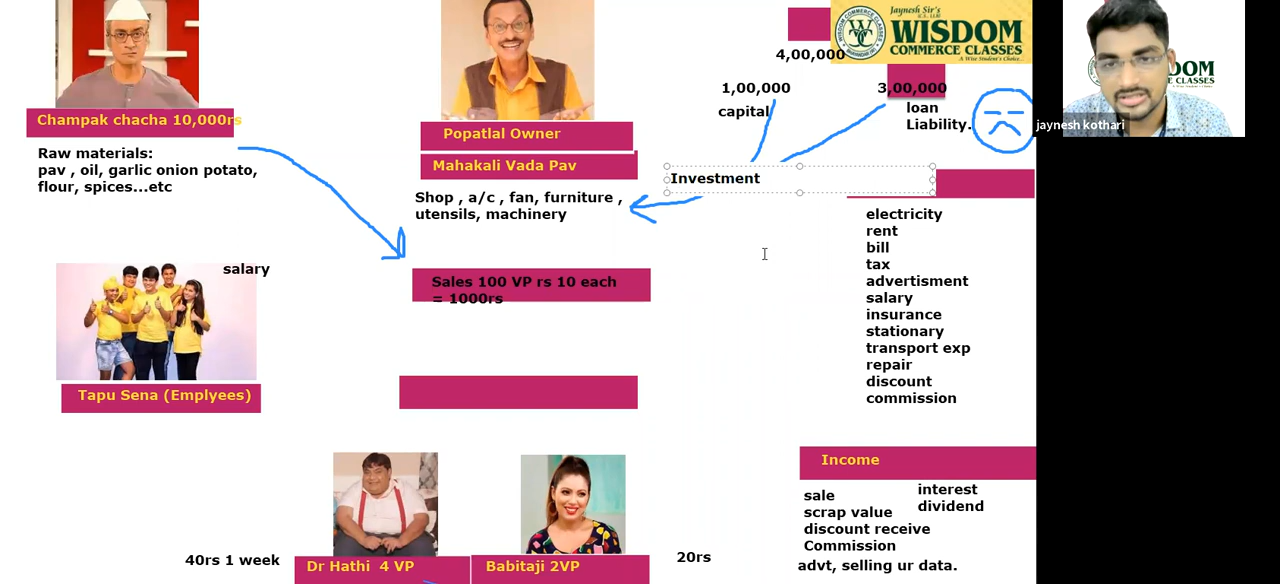 Jaynesh Sir's
WISDOM
COMMERCE CLASSES
A Wise Student's Choice...
4,00,000
1,00,000
3,00,000
capital
loan
Liability.
DOM
CLASSES
jaynesh kothari
Champak chacha 10,000rs
Raw materials:
pav , oil, garlic onion potato,
flour, spices...etc
Popatlal Owner
Mahakali Vada Pav
Shop , a/c , fan, furniture ,
utensils, machinery
Investment
electricity
rent
bill
tax
advertisment
salary
insurance
stationary
transport exp
repair
discount
commission
salary
Sales 100 VP rs 10 each
= 1000rs
Tapu Sena (Emplyees)
Income
sale
scrap value
discount receive
Commission
advt, selling ur data.
interest
dividend
40rs 1 week
Dr Hathi 4 VP
Babitaji 2VP
20rs